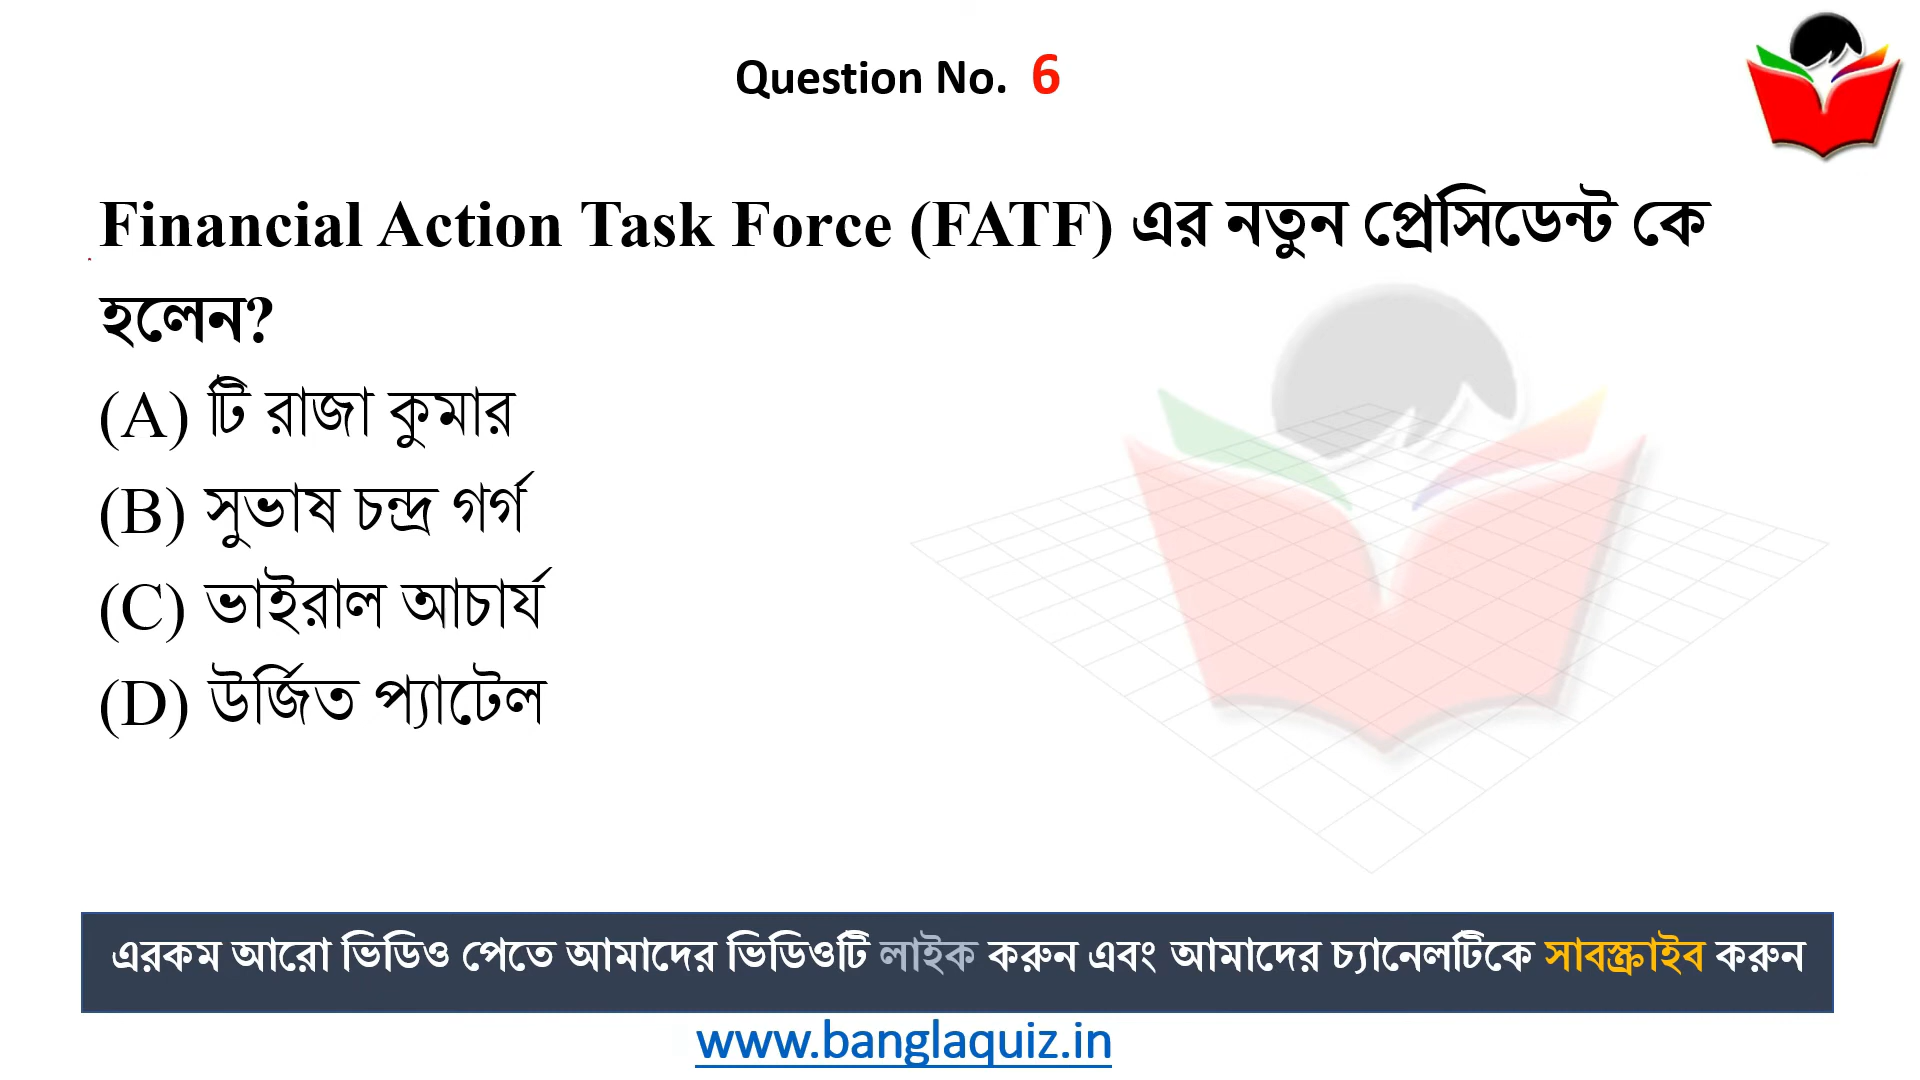 Question No. 6
Financial Action Task Force (FATF) এর নতুন প্রেসিডেন্ট কে
হলেন?
(A) টি রাজা কুমার
(B) সুভাষ চন্দ্র গর্গ
(C) ভাইরাল আচার্য
(D) উর্জিত প্যাটেল
এরকম আরো ভিডিও পেতে আমাদের ভিডিওটি লাইক করুন এবং আমাদের চ্যানেলটিকে সাবস্ক্রাইব করুন
www.banglaquiz.in